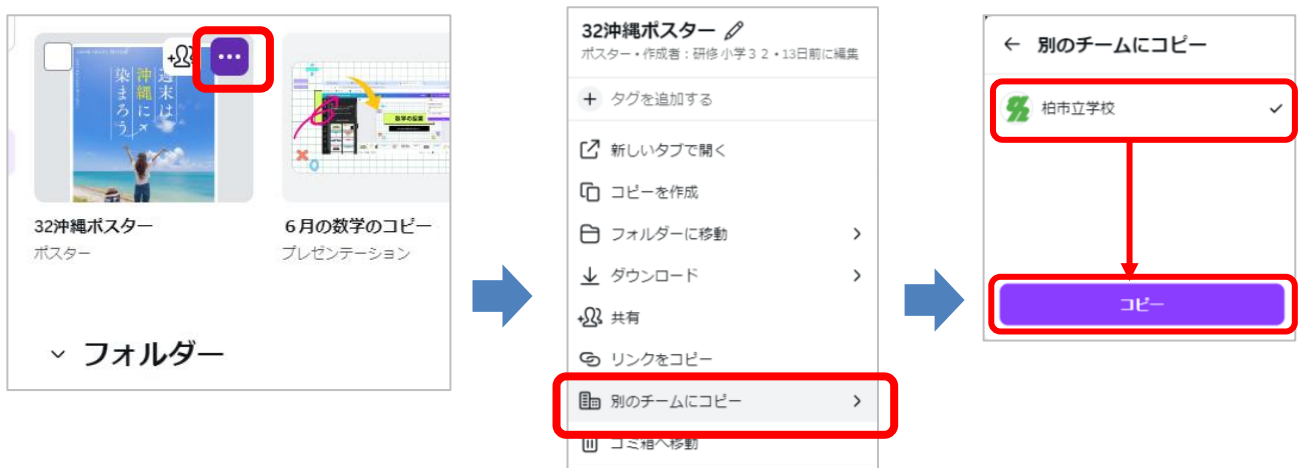 週末は
沖縄に
染まろう
32沖縄ポスター
ポスター
数学の授業
6月の数学のコピー
プレゼンテーション
フォルダー
32沖縄ポスター
ポスター・作成者：研修 小学３２・13日前に編集
タグを追加する
新しいタブで開く
コピーを作成
フォルダーに移動
ダウンロード
共有
リンクをコピー
別のチームにコピー
ゴミ箱へ移動
別のチームにコピー
柏市立学校
コピー